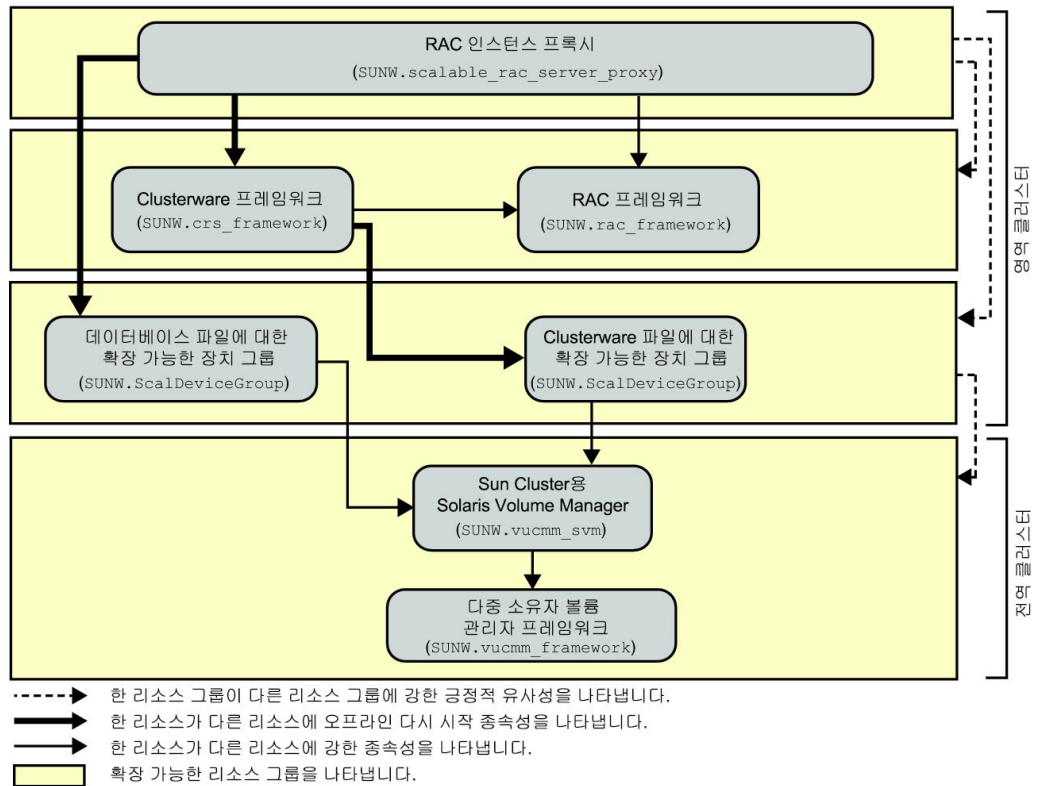 RAC 인스턴스 프록시
(SUNW.scalable_rac_server_proxy)
Clusterware 프레임워크
(SUNW.crs_framework)
RAC 프레임워크
(SUNW.rac_framework)
영역 클러스터
데이터베이스 파일에 대한
확장 가능한 장치 그룹
(SUNW.ScalDeviceGroup)
Clusterware 파일에 대한
확장 가능한 장치 그룹
(SUNW.ScalDeviceGroup)
Sun Cluster용
Solaris Volume Manager
(SUNW.vucmm_svm)
전역 클러스터
다중 소유자 볼륨
관리자 프레임워크
(SUNW.vucmm_framework)
한 리소스 그룹이 다른 리소스 그룹에 강한 긍정적 유사성을 나타냅니다.
한 리소스가 다른 리소스에 오프라인 다시 시작 종속성을 나타냅니다.
한 리소스가 다른 리소스에 강한 종속성을 나타냅니다.
확장 가능한 리소스 그룹을 나타냅니다.